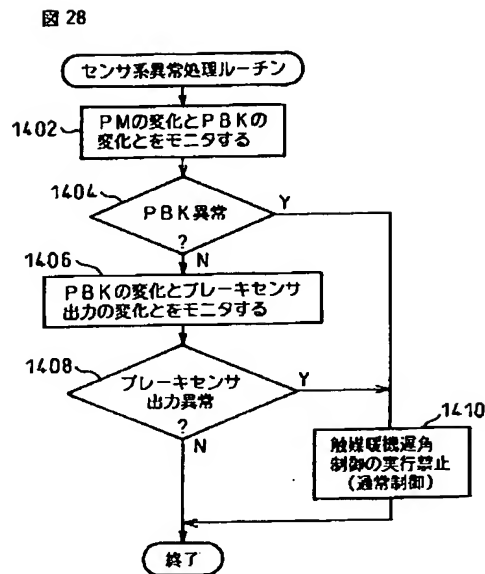 図 28
センサ系異常処理ルーチン
1402
PMの変化とPBKの
変化とをモニタする
1404
PBK異常
?
Y
N
1406
PBKの変化とブレーキセンサ
出力の変化とをモニタする
1408
ブレーキセンサ
出力異常
?
Y
N
1410
触媒暖機遅角
制御の実行禁止
(通常制御)
終了